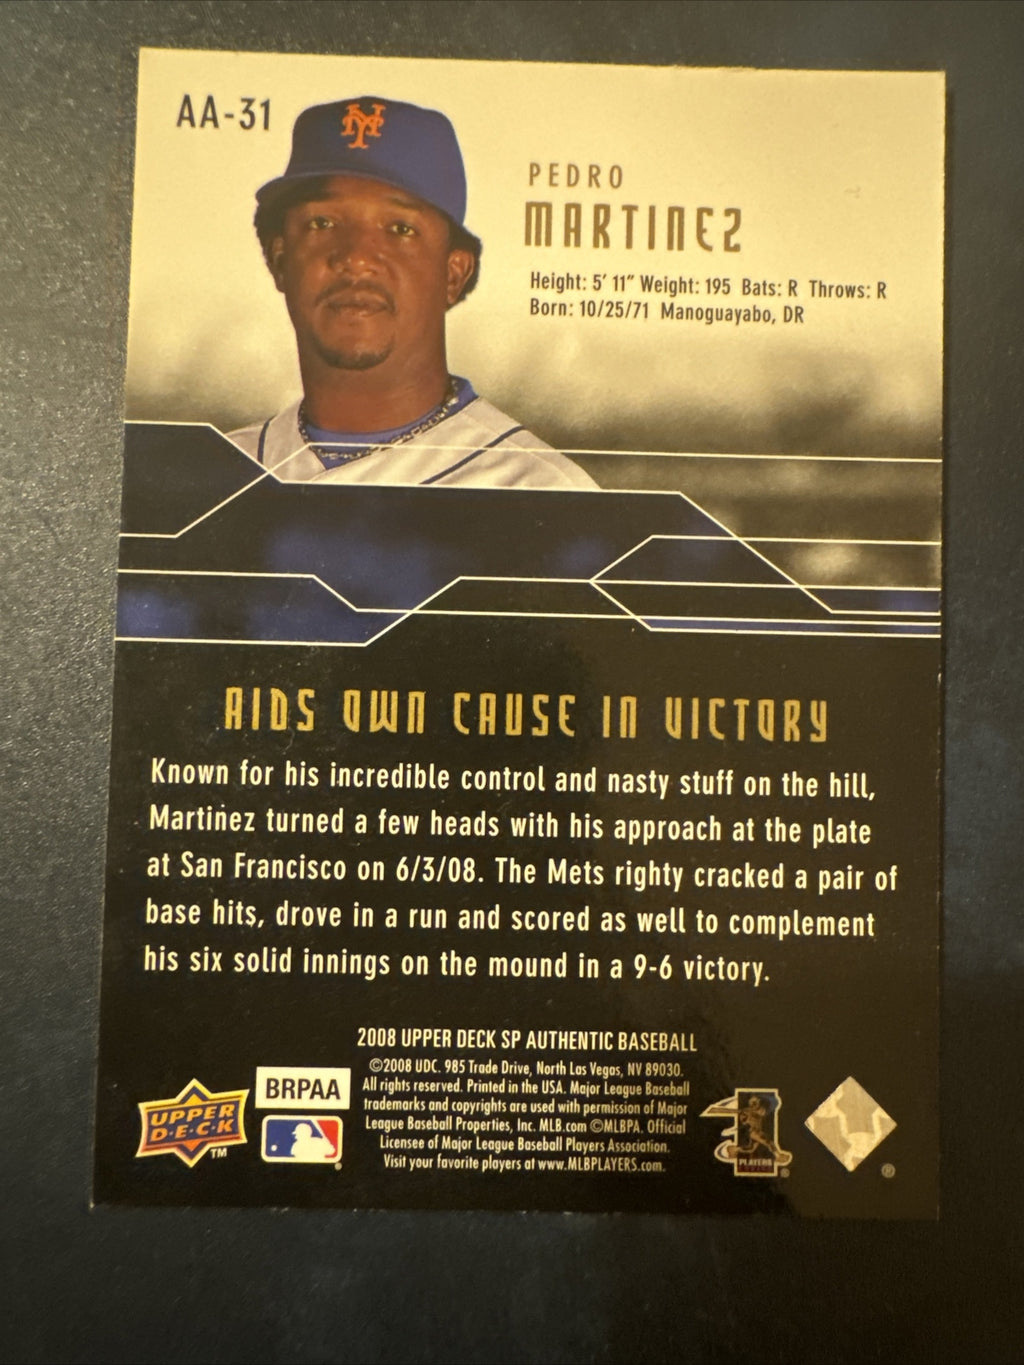 AA-31
NY
PEDRO
MARTINEZ
Height: 5' 11" Weight: 195 Bats: R Throws: R
Born: 10/25/71 Manoguayabo, DR
AIDS OWN CAUSE IN VICTORY
Known for his incredible control and nasty stuff on the hill,
Martinez turned a few heads with his approach at the plate
at San Francisco on 6/3/08. The Mets righty cracked a pair of
base hits, drove in a run and scored as well to complement
his six solid innings on the mound in a 9-6 victory.
2008 UPPER DECK SP AUTHENTIC BASEBALL
©2008 UDC. 985 Trade Drive, North Las Vegas, NV 89030.
All rights reserved. Printed in the USA. Major League Baseball
trademarks and copyrights are used with permission of Major
League Baseball Properties, Inc. MLB.com ©MLBPA. Official
Licensee of Major League Baseball Players Association.
Visit your favorite players at www.MLBPLAYERS.com.
UPPER
D·E·C·K
TM
BRPAA
®
PLAYERS
®
®